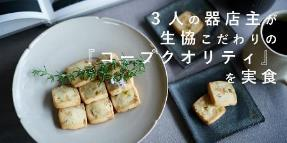 ３人の器店主が
生協こだわりの
『コープクオリティ』
を実食